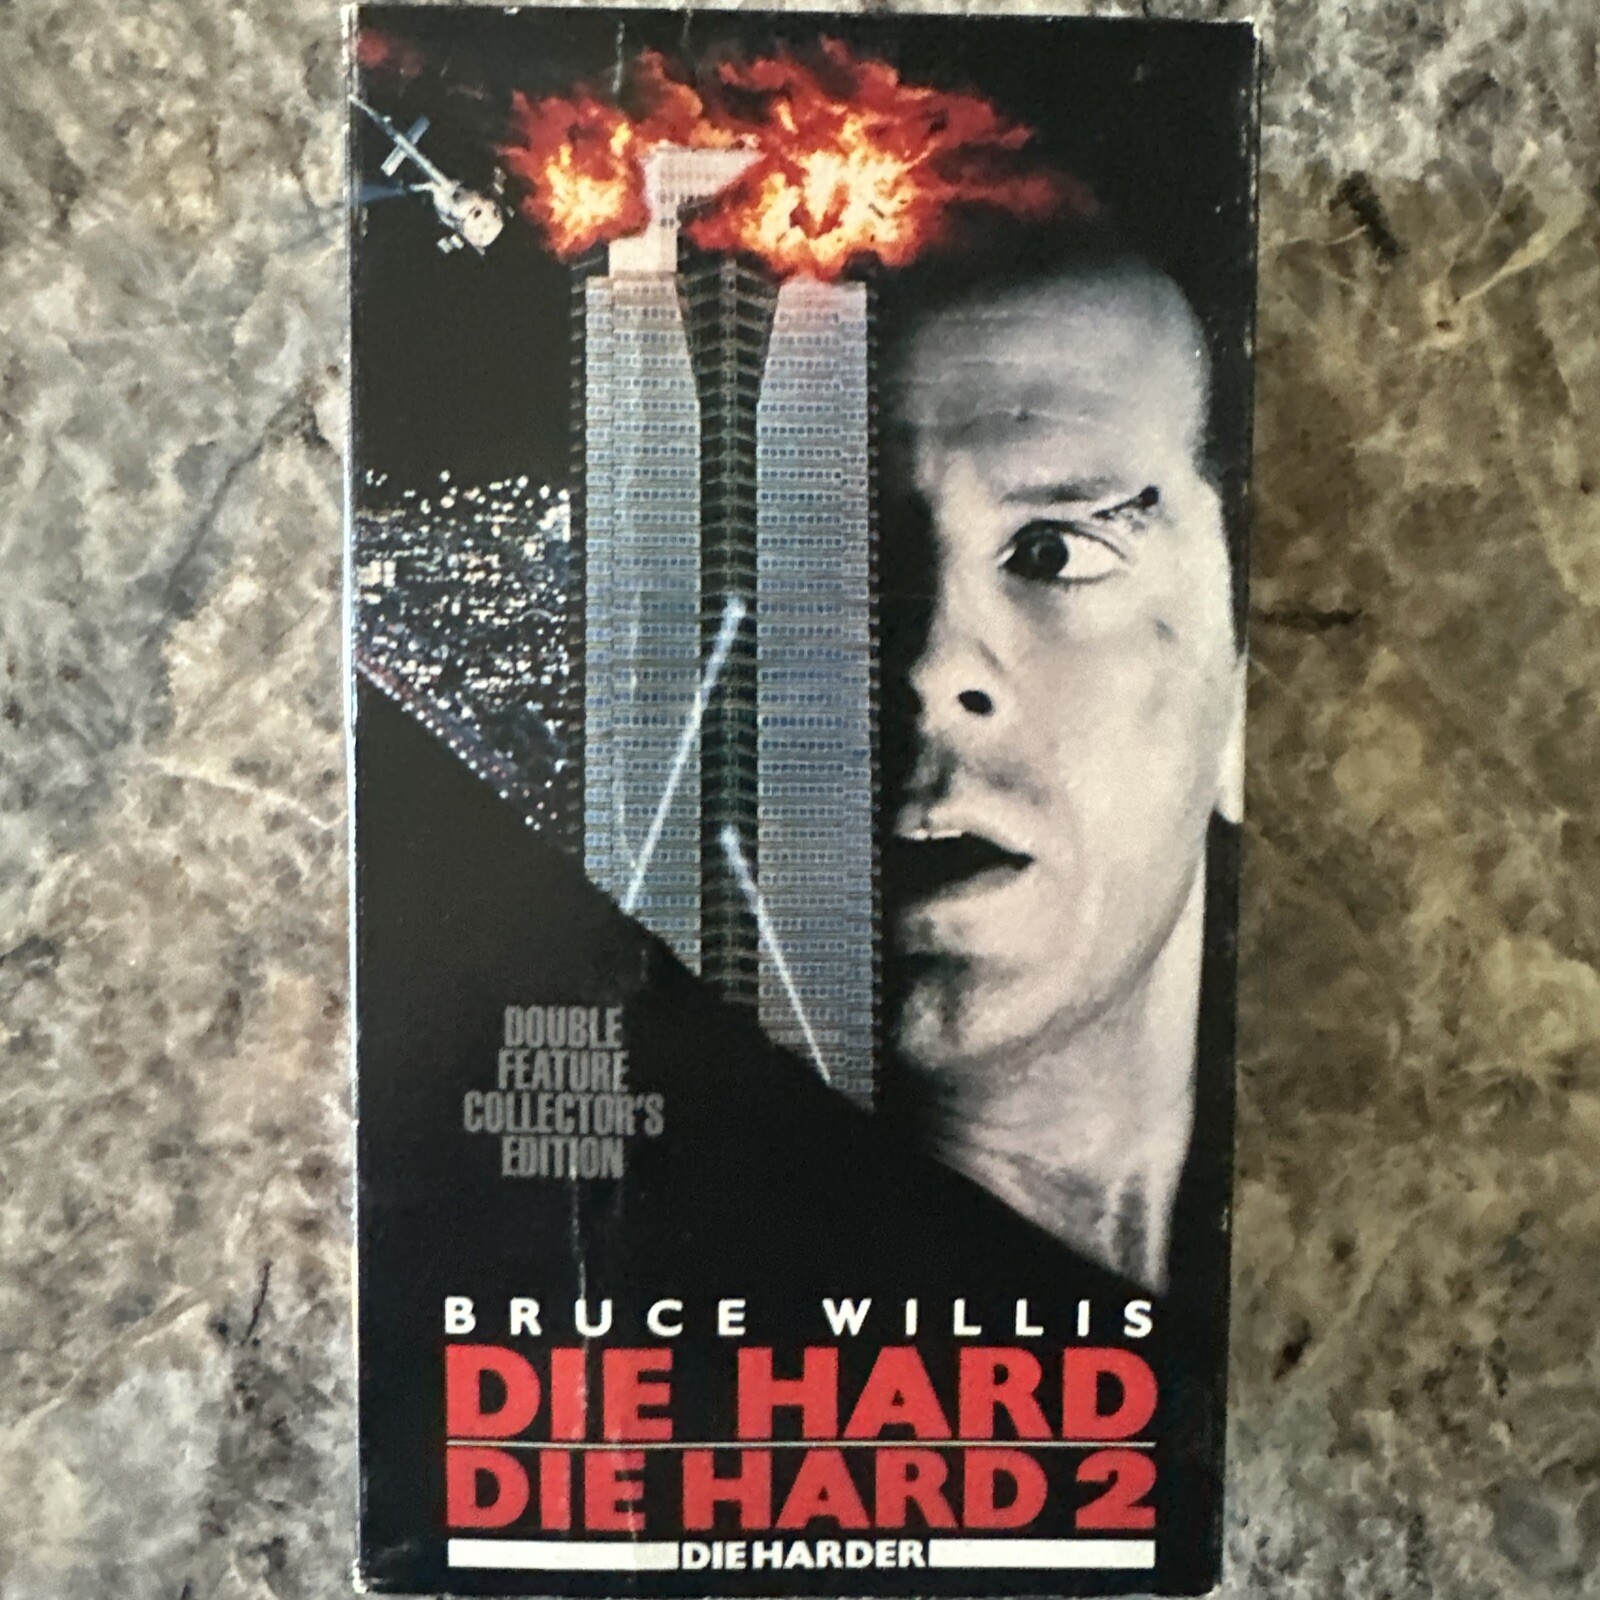 DOUBLE
FEATURE
COLLECTOR'S
EDITION
BRUCE WILLIS
DIE HARD
DIE HARD 2
DIE HARDER